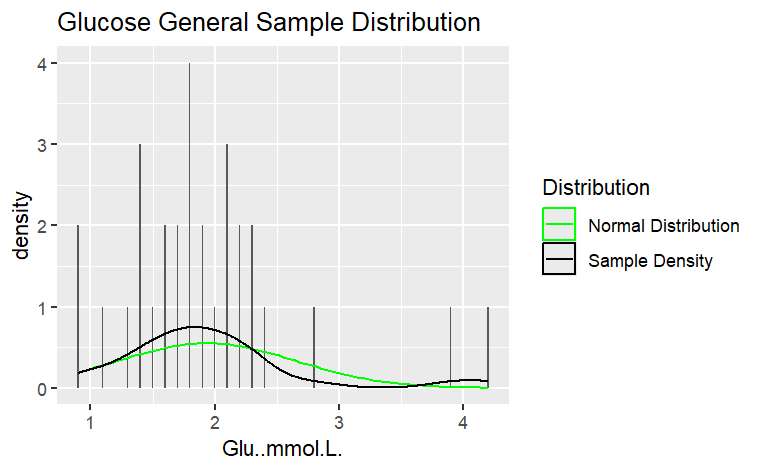 Glucose General Sample Distribution
4
3
2
1
0
density
1 2 3 4
Glu..mmol.L.
Distribution
Normal Distribution
Sample Density